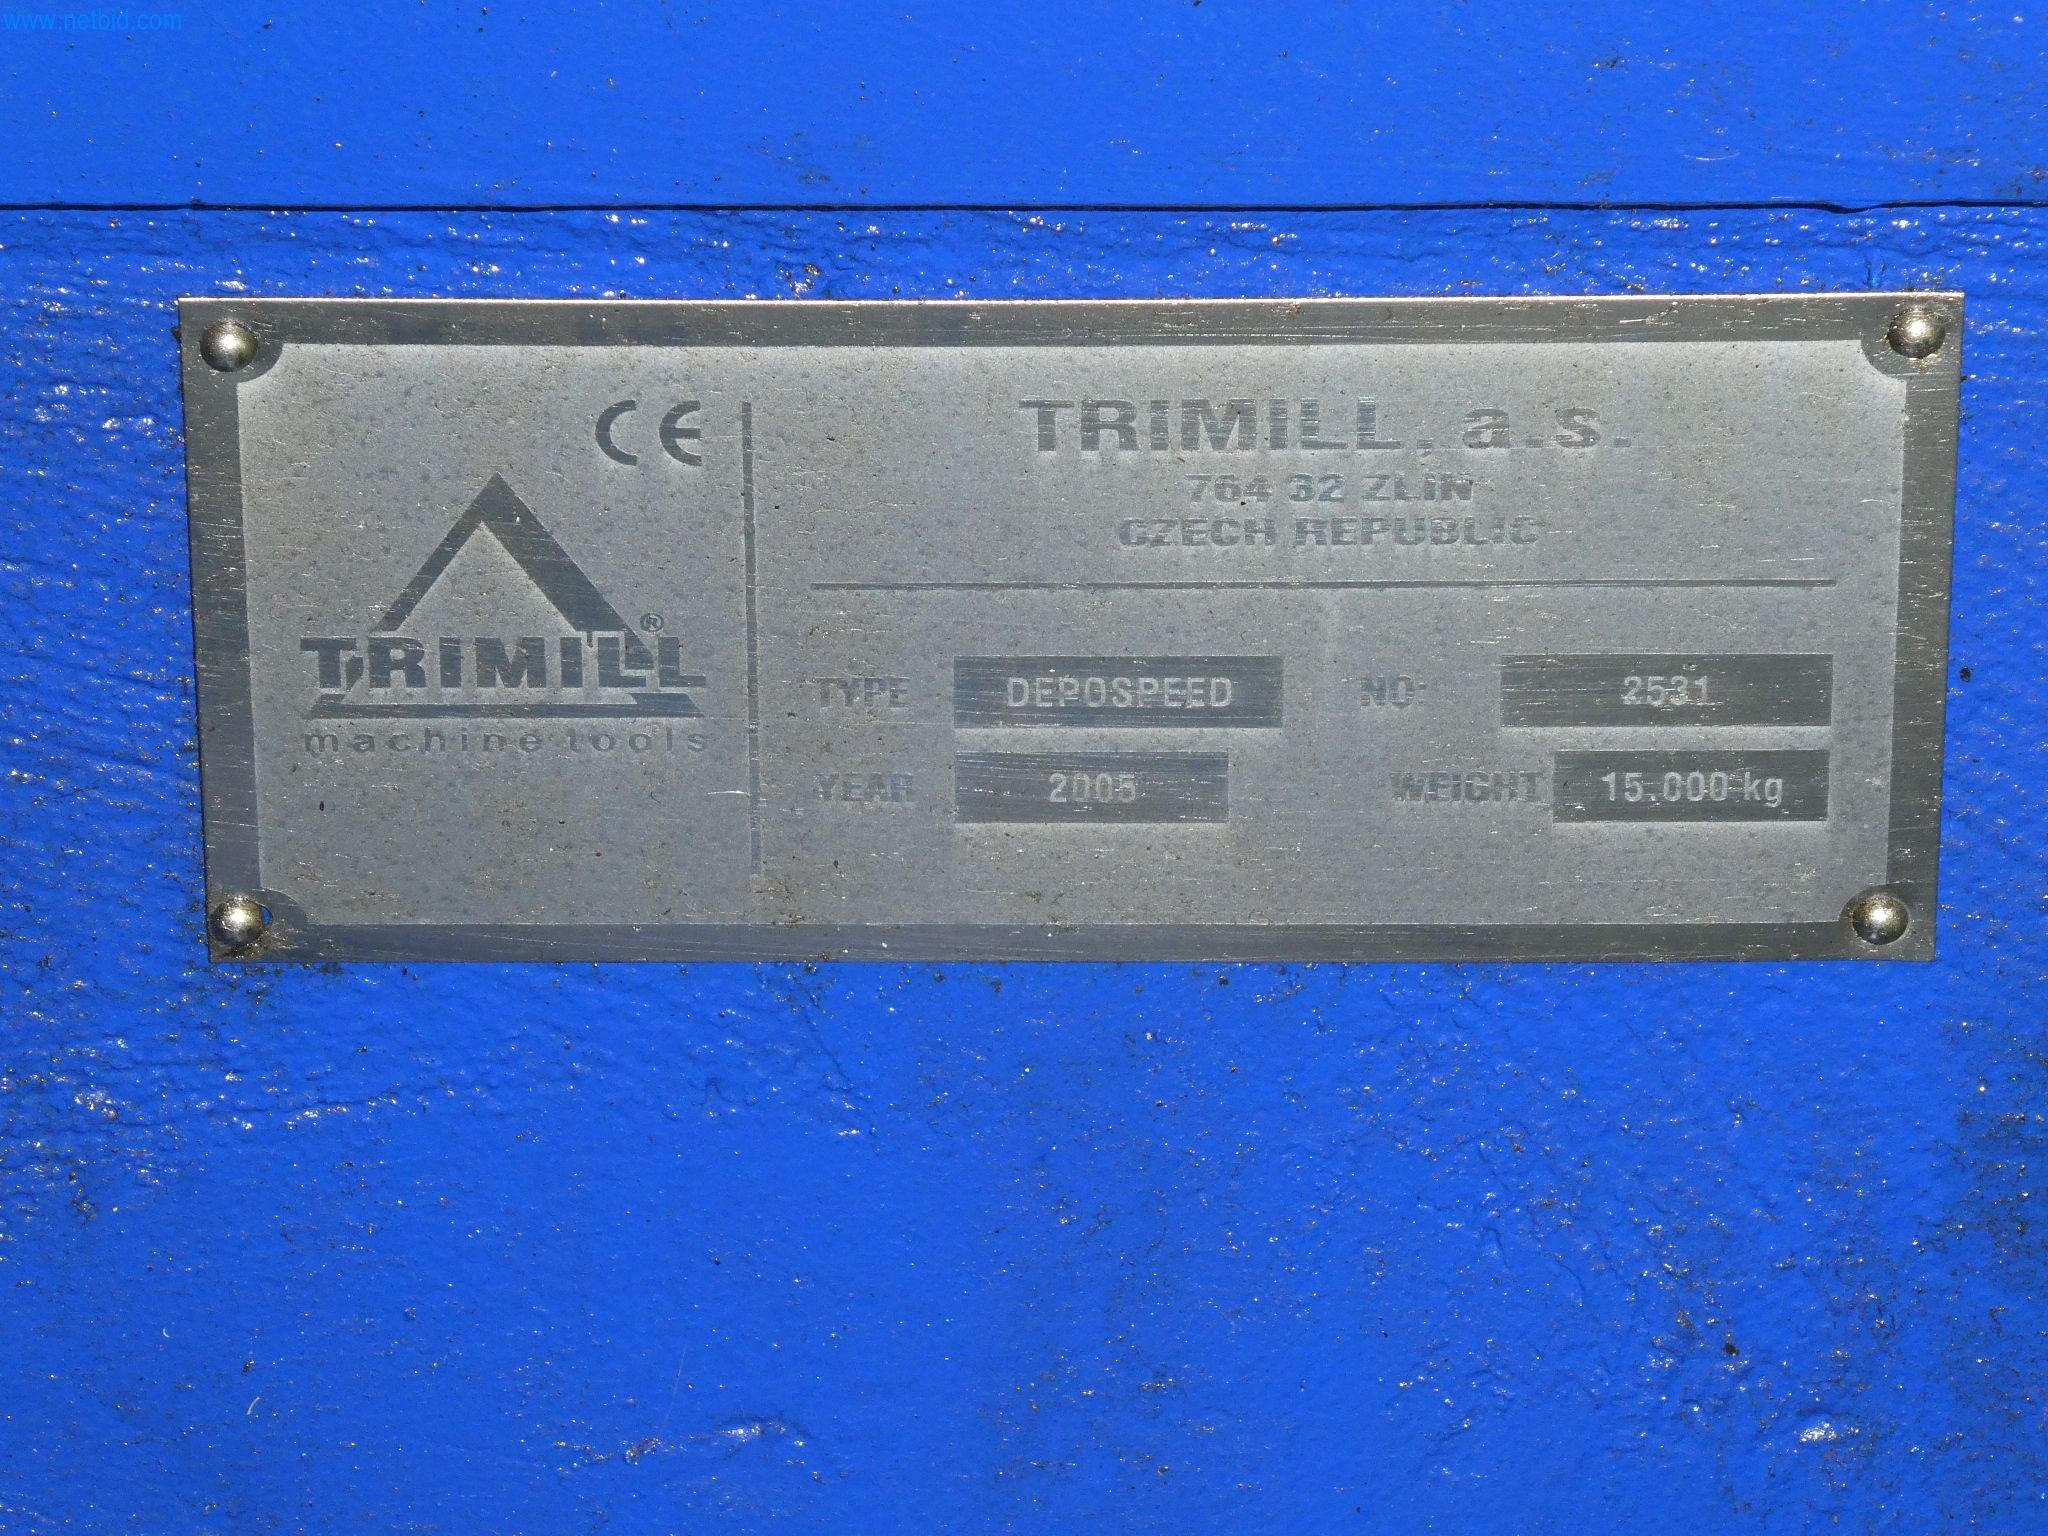 www.netbid.com
CE
TRIMILL®
machine tools
TRIMILL, a.s.
764 32 ZLIN
CZECH REPUBLIC
TYPE DEPOSPEED NO: 2531
YEAR 2005 WEIGHT 15.000 kg